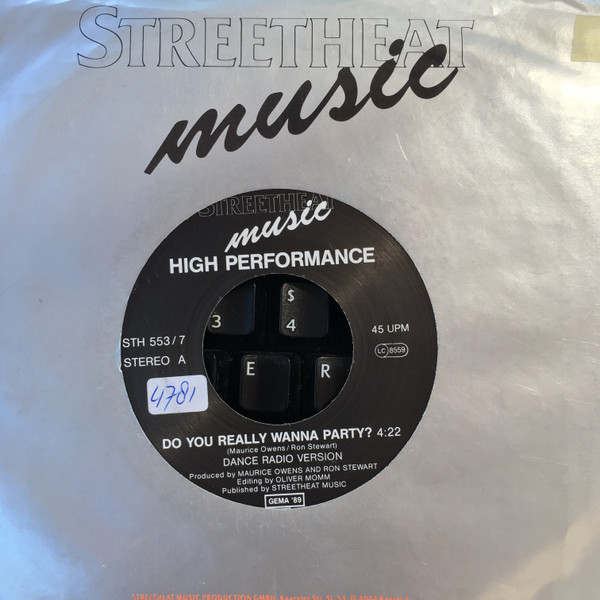 STREETHEAT
music
STREETHEAT
music
HIGH PERFORMANCE
3
$
4
E
R
STH 553/7
STEREO A
45 UPM
LC 8559
4781
DO YOU REALLY WANNA PARTY? 4:22
(Maurice Owens/Ron Stewart)
DANCE RADIO VERSION
Produced by MAURICE OWENS AND RON STEWART
Editing by OLIVER MOMM
Published by STREETHEAT MUSIC
GEMA '89
STREETHEAT MUSIC PRODUCTION